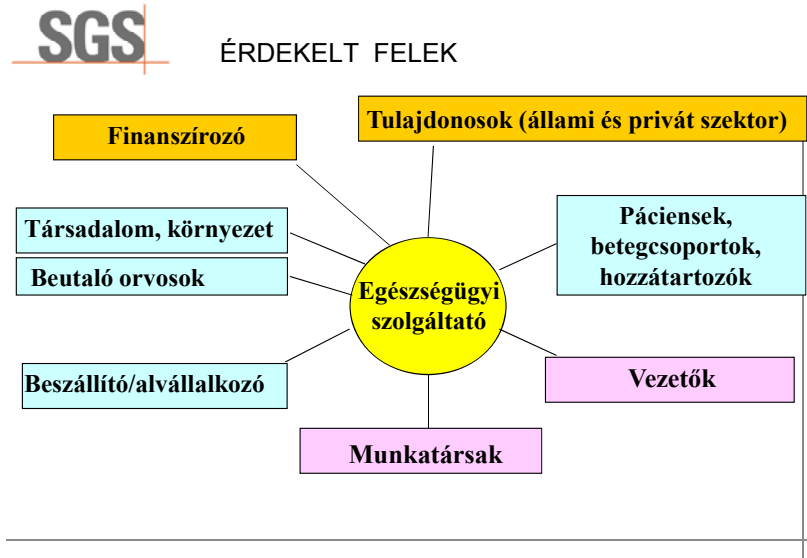 SGS
ÉRDEKELT FELEK
Finanszírozó
Tulajdonosok (állami és privát szektor)
Társadalom, környezet
Beutaló orvosok
Páciensek,
betegcsoportok,
hozzátartozók
Egészségügyi
szolgáltató
Beszállító/alvállalkozó
Vezetők
Munkatársak